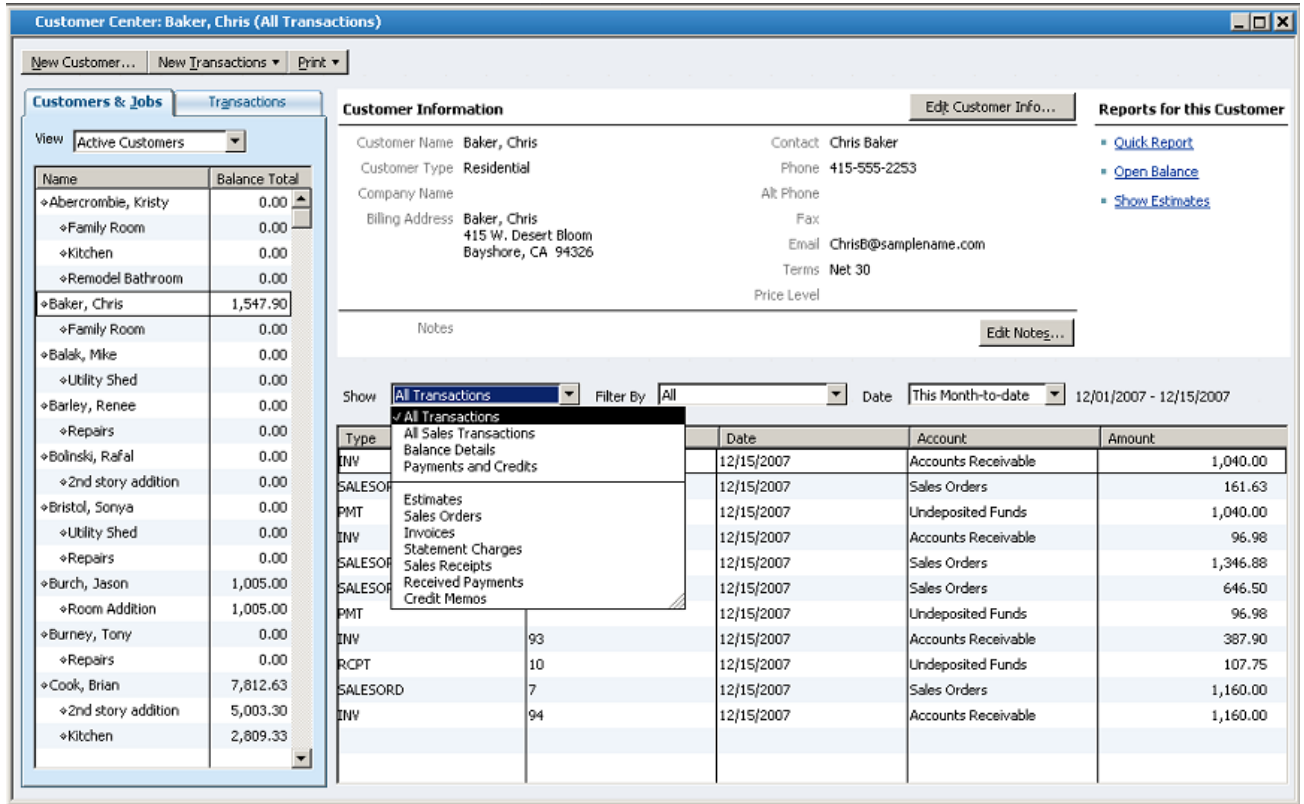 Customer Center: Baker, Chris (All Transactions)
New Customer... New Transactions Print
Customers & Jobs Transactions
View Active Customers
Name Balance Total
Abercrombie, Kristy 0.00
Family Room 0.00
Kitchen 0.00
Remodel Bathroom 0.00
Baker, Chris 1,547.90
Family Room 0.00
Balak, Mike 0.00
Utility Shed 0.00
Barley, Renee 0.00
Repairs 0.00
Bolinski, Rafal 0.00
2nd story addition 0.00
Bristol, Sonya 0.00
Utility Shed 0.00
Repairs 0.00
Burch, Jason 1,005.00
Room Addition 1,005.00
Burney, Tony 0.00
Repairs 0.00
Cook, Brian 7,812.63
2nd story addition 5,003.30
Kitchen 2,809.33
Customer Information Edit Customer Info...
Customer Name Baker, Chris
Customer Type Residential
Company Name
Billing Address Baker, Chris
415 W. Desert Bloom
Bayshore, CA 94326
Contact Chris Baker
Phone 415-555-2253
Alt Phone
Fax
Email ChrisB@samplename.com
Terms Net 30
Price Level
Notes Edit Notes...
Reports for this Customer
Quick Report
Open Balance
Show Estimates
Show All Transactions Filter By All Date This Month-to-date 12/01/2007 - 12/15/2007
All Transactions
All Sales Transactions
Balance Details
Payments and Credits
Estimates
Sales Orders
Invoices
Statement Charges
Sales Receipts
Received Payments
Credit Memos
Type Date Account Amount
INV 12/15/2007 Accounts Receivable 1,040.00
SALESOR 12/15/2007 Sales Orders 161.63
PMT 12/15/2007 Undeposited Funds 1,040.00
INV 12/15/2007 Accounts Receivable 96.98
SALESOR 12/15/2007 Sales Orders 1,346.88
SALESOR 12/15/2007 Sales Orders 646.50
PMT 12/15/2007 Undeposited Funds 96.98
INV 93 12/15/2007 Accounts Receivable 387.90
RCPT 10 12/15/2007 Undeposited Funds 107.75
SALESORD 7 12/15/2007 Sales Orders 1,160.00
INV 94 12/15/2007 Accounts Receivable 1,160.00